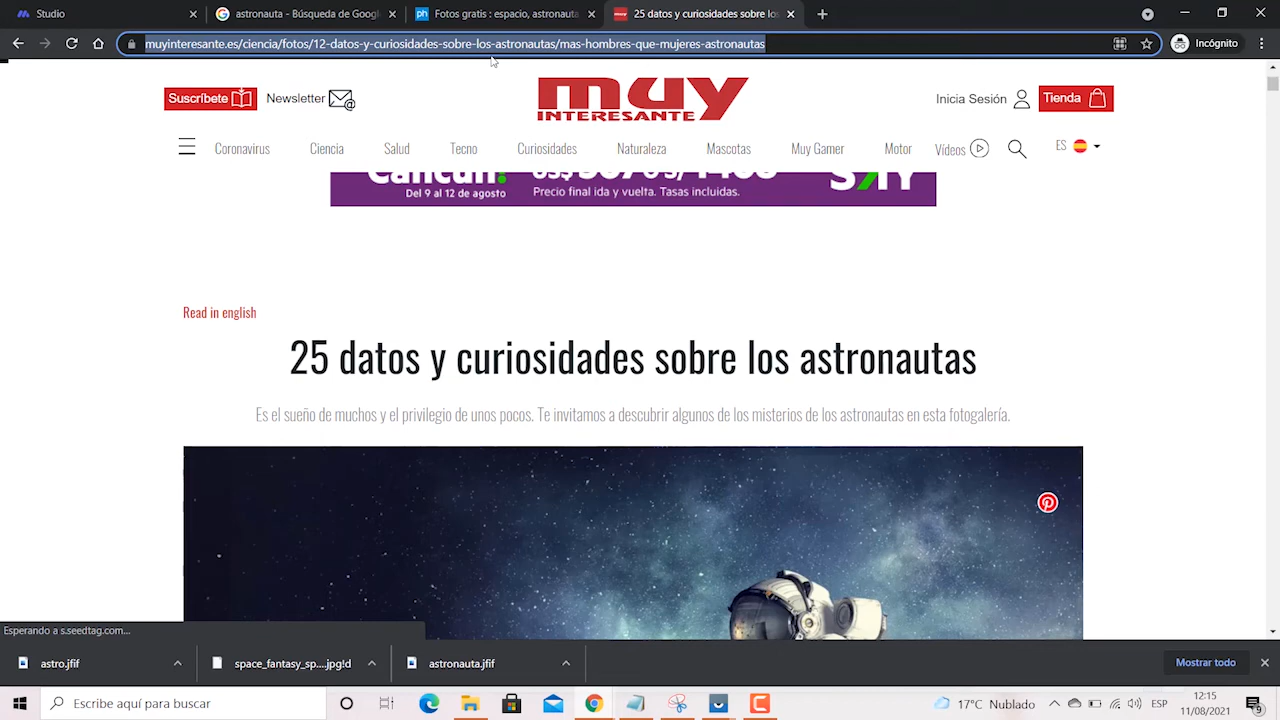 Studio
astronauta - Búsqueda de Google
Fotos gratis : espacio, astronauta
25 datos y curiosidades sobre los
muyinteresante.es/ciencia/fotos/12-datos-y-curiosidades-sobre-los-astronautas/mas-hombres-que-mujeres-astronautas
Incógnito
Suscríbete
Newsletter
muy
INTERESANTE
Inicia Sesión
Tienda
Coronavirus
Ciencia
Salud
Tecno
Curiosidades
Naturaleza
Mascotas
Muy Gamer
Motor
Vídeos
ES
Cancún:
Del 9 al 12 de agosto
Precio final ida y vuelta. Tasas incluidas.
SKY
Read in english
25 datos y curiosidades sobre los astronautas
Es el sueño de muchos y el privilegio de unos pocos. Te invitamos a descubrir algunos de los misterios de los astronautas en esta fotogalería.
Esperando a s.seedtag.com...
astro.jfif
space_fantasy_sp....jpg!d
astronauta.jfif
Mostrar todo
Escribe aquí para buscar
17°C Nublado
ESP
12:15
11/08/2021
9